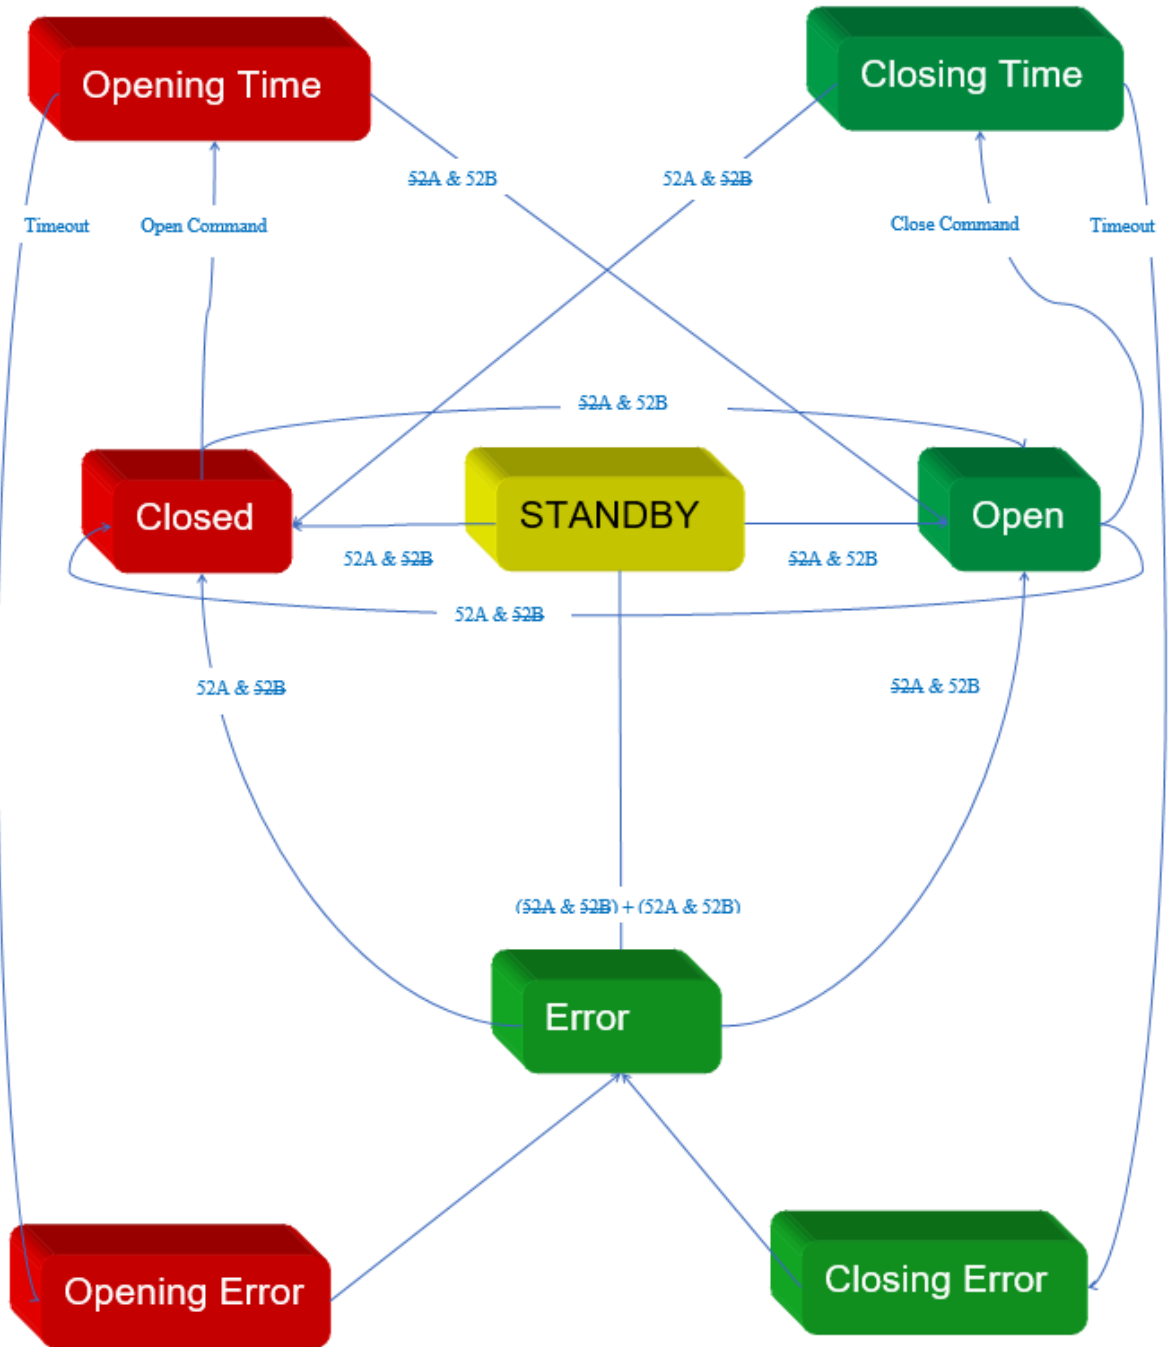 Opening Time
Closing Time
~~52A~~ & 52B
52A & ~~52B~~
Timeout
Open Command
Close Command
Timeout
~~52A~~ & 52B
Closed
STANDBY
Open
52A & ~~52B~~
~~52A~~ & 52B
52A & ~~52B~~
52A & ~~52B~~
~~52A~~ & 52B
(~~52A~~ & ~~52B~~) + (52A & 52B)
Error
Opening Error
Closing Error